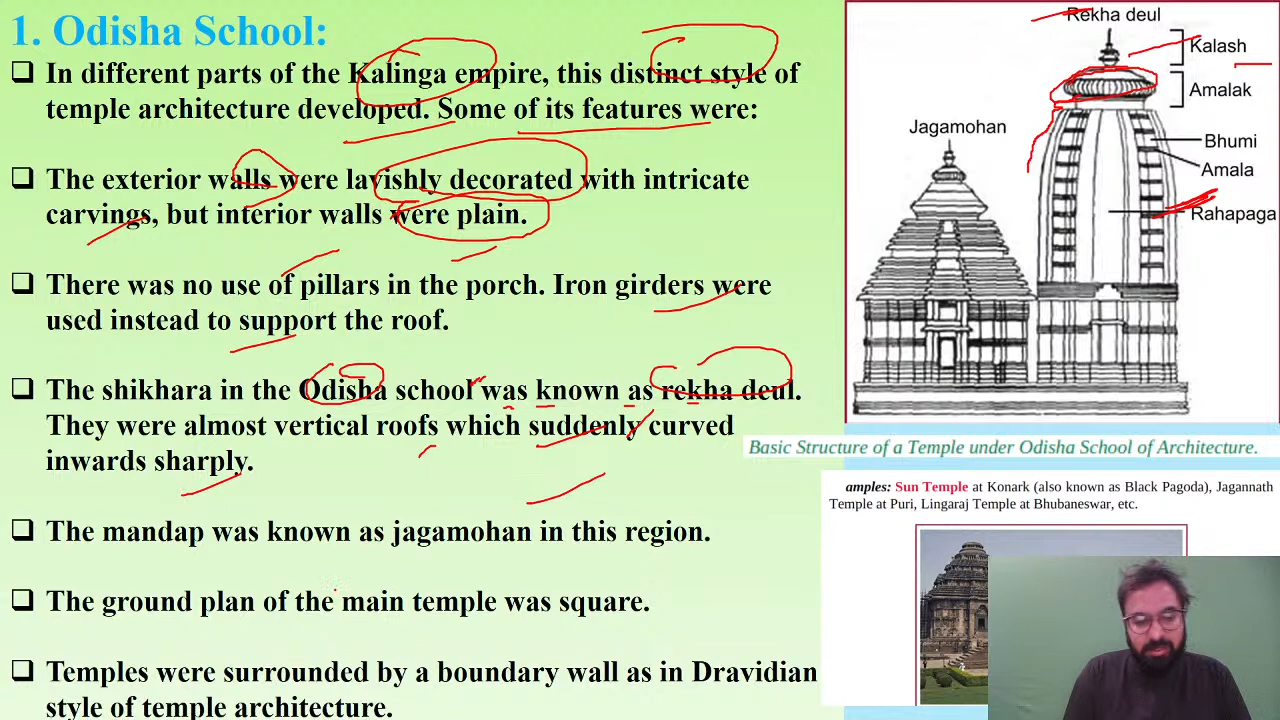 1. Odisha School:
❑ In different parts of the Kalinga empire, this distinct style of
temple architecture developed. Some of its features were:
❑ The exterior walls were lavishly decorated with intricate
carvings, but interior walls were plain.
❑ There was no use of pillars in the porch. Iron girders were
used instead to support the roof.
❑ The shikhara in the Odisha school was known as rekha deul.
They were almost vertical roofs which suddenly curved
inwards sharply.
❑ The mandap was known as jagamohan in this region.
❑ The ground plan of the main temple was square.
❑ Temples were surrounded by a boundary wall as in Dravidian
style of temple architecture.
Rekha deul
Kalash
Amalak
Jagamohan
Bhumi
Amala
Rahapaga
Basic Structure of a Temple under Odisha School of Architecture.
amples: Sun Temple at Konark (also known as Black Pagoda), Jagannath
Temple at Puri, Lingaraj Temple at Bhubaneswar, etc.